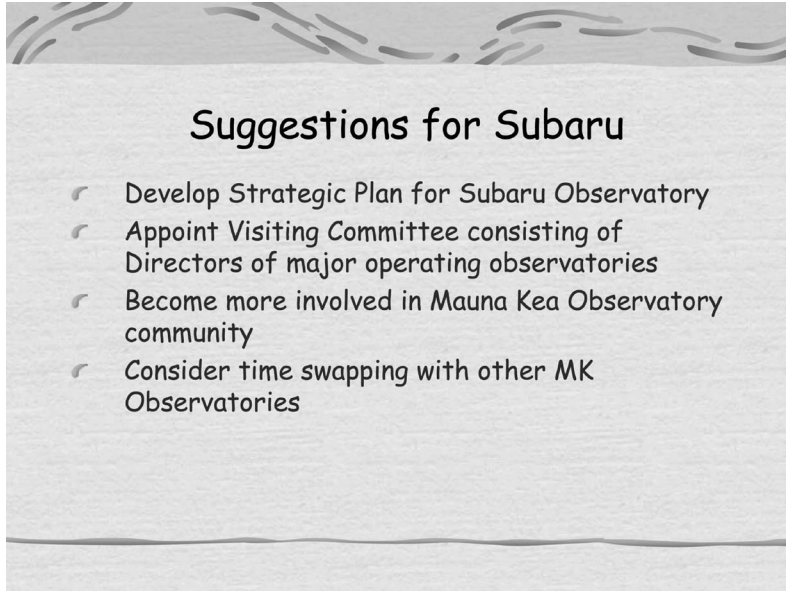 Suggestions for Subaru
Develop Strategic Plan for Subaru Observatory
Appoint Visiting Committee consisting of
Directors of major operating observatories
Become more involved in Mauna Kea Observatory
community
Consider time swapping with other MK
Observatories